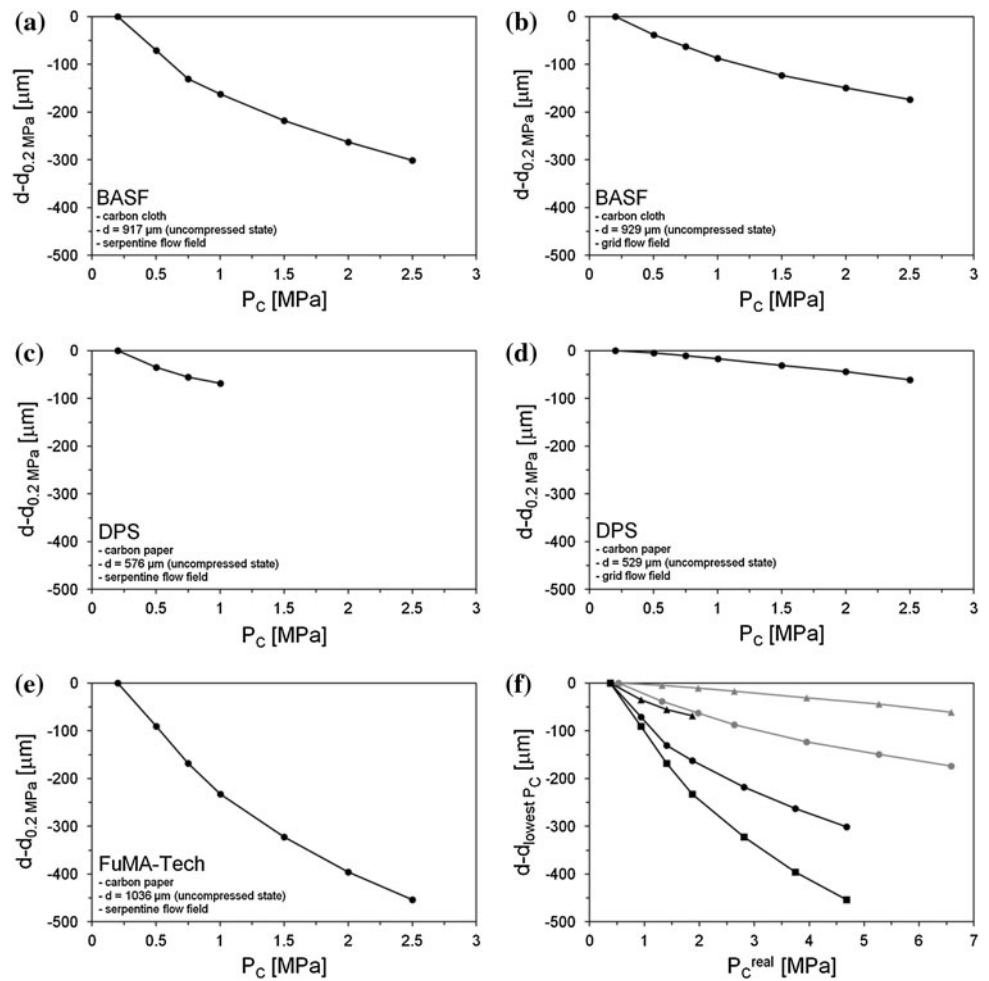 (a)
0
-100
-200
-300
-400
-500
d-d0.2 MPa [µm]
BASF
- carbon cloth
- d = 917 µm (uncompressed state)
- serpentine flow field
0 0.5 1 1.5 2 2.5 3
PC [MPa]
(b)
0
-100
-200
-300
-400
-500
d-d0.2 MPa [µm]
BASF
- carbon cloth
- d = 929 µm (uncompressed state)
- grid flow field
0 0.5 1 1.5 2 2.5 3
PC [MPa]
(c)
0
-100
-200
-300
-400
-500
d-d0.2 MPa [µm]
DPS
- carbon paper
- d = 576 µm (uncompressed state)
- serpentine flow field
0 0.5 1 1.5 2 2.5 3
PC [MPa]
(d)
0
-100
-200
-300
-400
-500
d-d0.2 MPa [µm]
DPS
- carbon paper
- d = 529 µm (uncompressed state)
- grid flow field
0 0.5 1 1.5 2 2.5 3
PC [MPa]
(e)
0
-100
-200
-300
-400
-500
d-d0.2 MPa [µm]
FuMA-Tech
- carbon paper
- d = 1036 µm (uncompressed state)
- serpentine flow field
0 0.5 1 1.5 2 2.5 3
PC [MPa]
(f)
0
-100
-200
-300
-400
-500
d-dlowest PC [µm]
0 1 2 3 4 5 6 7
PCreal [MPa]